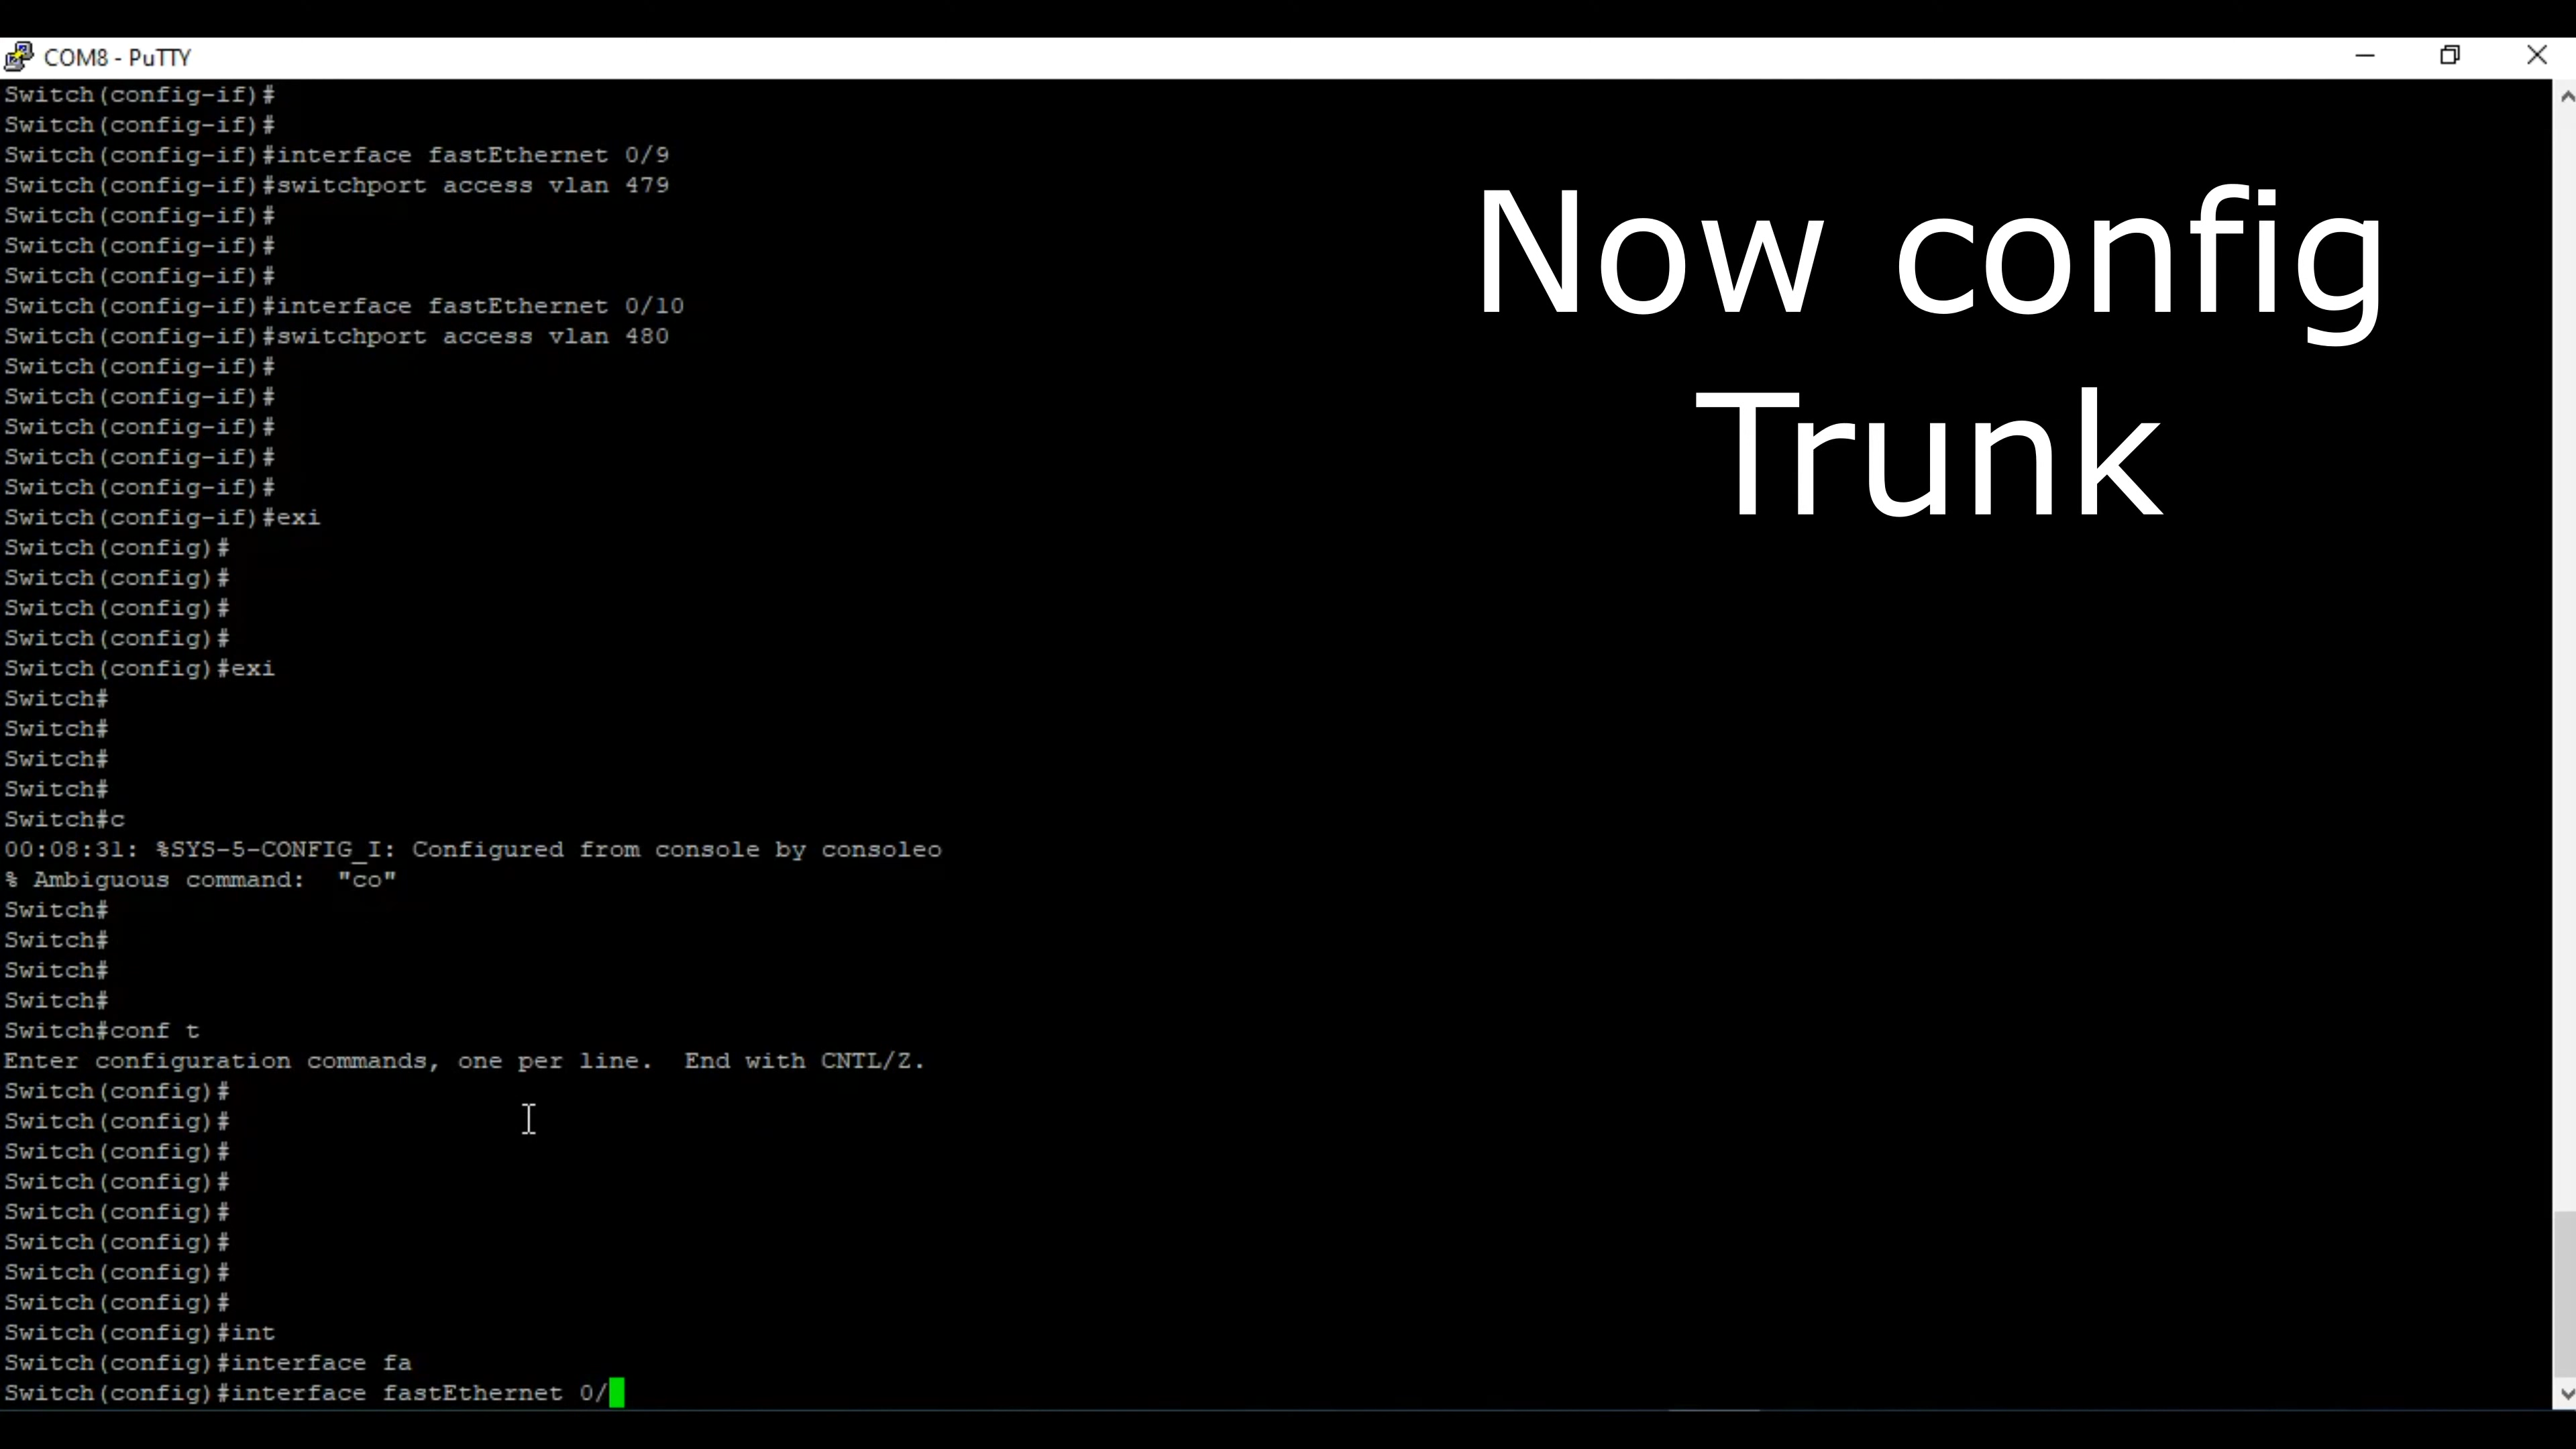 COM8 - PuTTY
Switch(config-if)#
Switch(config-if)#
Switch(config-if)#interface fastEthernet 0/9
Switch(config-if)#switchport access vlan 479
Switch(config-if)#
Switch(config-if)#
Switch(config-if)#
Switch(config-if)#interface fastEthernet 0/10
Switch(config-if)#switchport access vlan 480
Switch(config-if)#
Switch(config-if)#
Switch(config-if)#
Switch(config-if)#
Switch(config-if)#
Switch(config-if)#exi
Switch(config)#
Switch(config)#
Switch(config)#
Switch(config)#
Switch(config)#exi
Switch#
Switch#
Switch#
Switch#
Switch#c
00:08:31: %SYS-5-CONFIG_I: Configured from console by consoleo
% Ambiguous command:  "co"
Switch#
Switch#
Switch#
Switch#
Switch#conf t
Enter configuration commands, one per line.  End with CNTL/Z.
Switch(config)#
Switch(config)#
Switch(config)#
Switch(config)#
Switch(config)#
Switch(config)#
Switch(config)#
Switch(config)#
Switch(config)#int
Switch(config)#interface fa
Switch(config)#interface fastEthernet 0/
Now config
Trunk